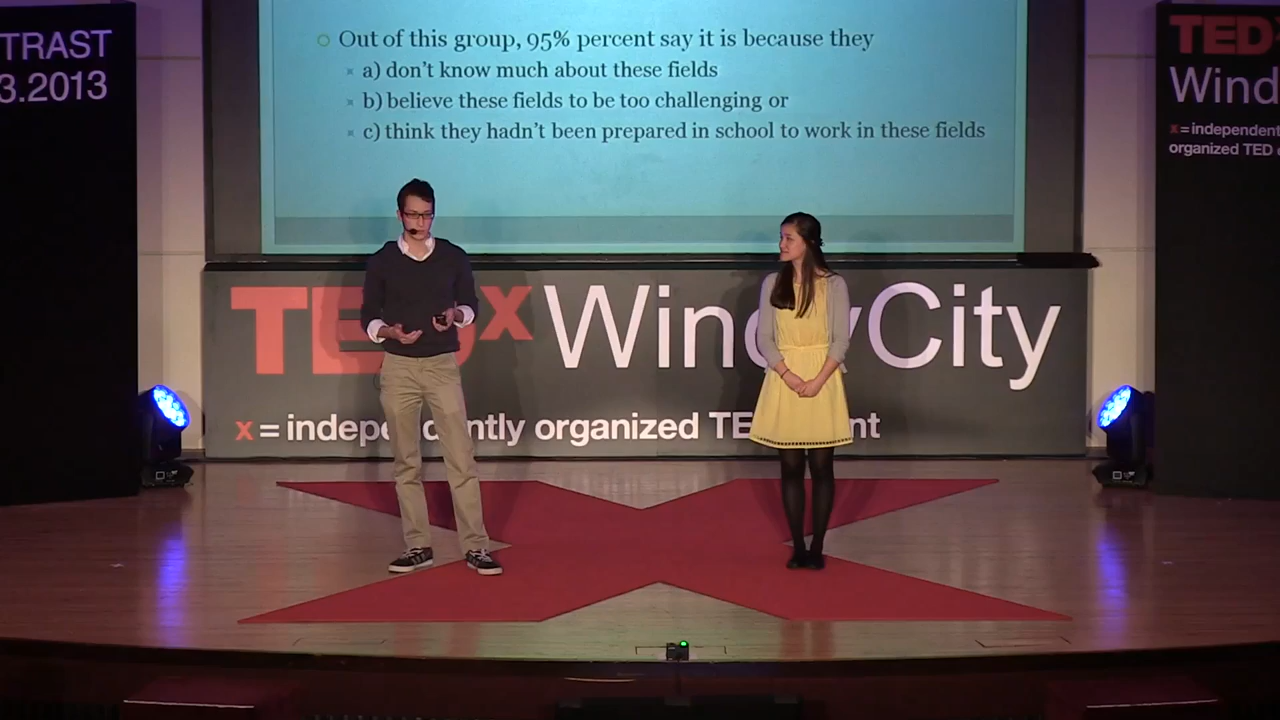 TRAST
3.2013
Out of this group, 95% percent say it is because they
a) don't know much about these fields
b) believe these fields to be too challenging or
c) think they hadn't been prepared in school to work in these fields
TEDx
Wind
x=independent
organized TED
TEDx WindyCity
x = independently organized TED event